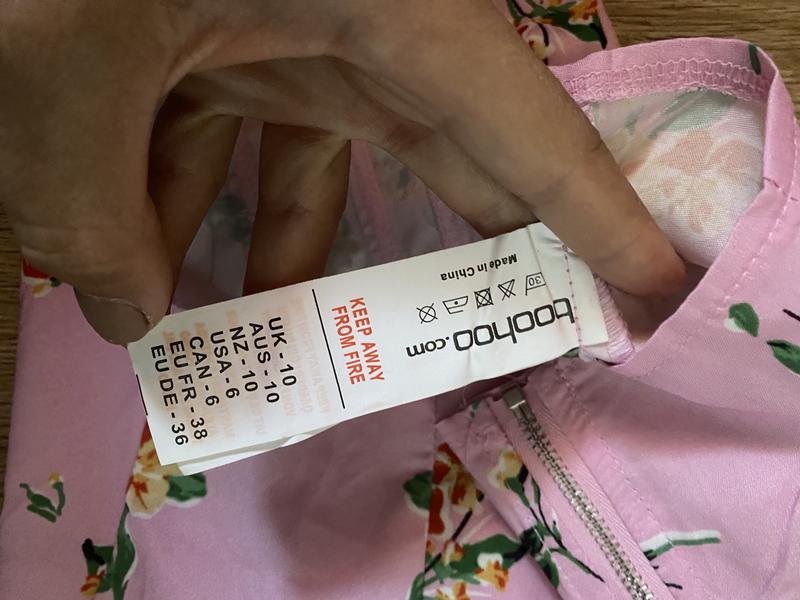 boohoo.com
30
Made in China
KEEP AWAY
FROM FIRE
UK - 10
AUS - 10
NZ - 10
USA - 6
CAN - 6
EU FR - 38
EU DE - 36